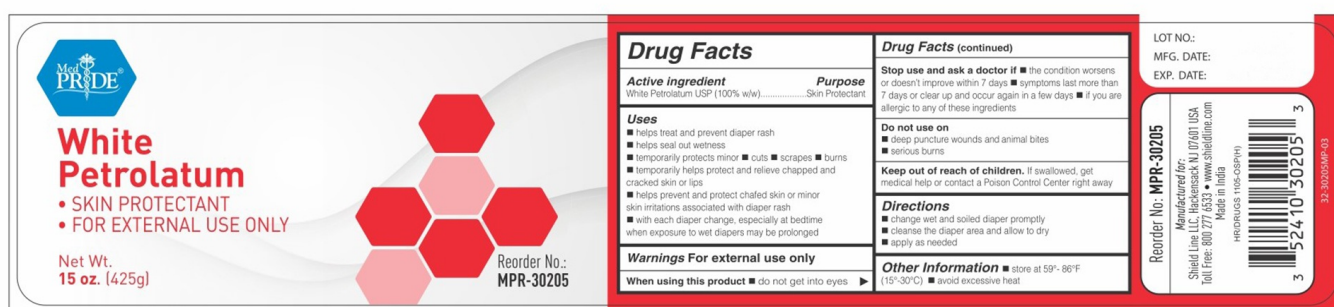 Med
PRIDE®
White
Petrolatum
• SKIN PROTECTANT
• FOR EXTERNAL USE ONLY
Net Wt.
15 oz. (425g)
Reorder No.:
MPR-30205
Drug Facts
Active ingredient Purpose
White Petrolatum USP (100% w/w)....................Skin Protectant
Uses
■ helps treat and prevent diaper rash
■ helps seal out wetness
■ temporarily protects minor ■ cuts ■ scrapes ■ burns
■ temporarily helps protect and relieve chapped and
cracked skin or lips
■ helps prevent and protect chafed skin or minor
skin irritations associated with diaper rash
■ with each diaper change, especially at bedtime
when exposure to wet diapers may be prolonged
Warnings For external use only
When using this product ■ do not get into eyes ▶
Drug Facts (continued)
Stop use and ask a doctor if ■ the condition worsens
or doesn't improve within 7 days ■ symptoms last more than
7 days or clear up and occur again in a few days ■ if you are
allergic to any of these ingredients
Do not use on
■ deep puncture wounds and animal bites
■ serious burns
Keep out of reach of children. If swallowed, get
medical help or contact a Poison Control Center right away
Directions
■ change wet and soiled diaper promptly
■ cleanse the diaper area and allow to dry
■ apply as needed
Other Information ■ store at 59°- 86°F
(15°-30°C) ■ avoid excessive heat
LOT NO.:
MFG. DATE:
EXP. DATE:
Reorder No: MPR-30205
Manufactured for:
Shield Line LLC, Hackensack NJ 07601 USA
Toll Free: 800 277 6533 • www.shieldline.com
Made in India
HR/DRUGS 1105-OSP(H)
3 52410 30205 3
32-30205MP-03